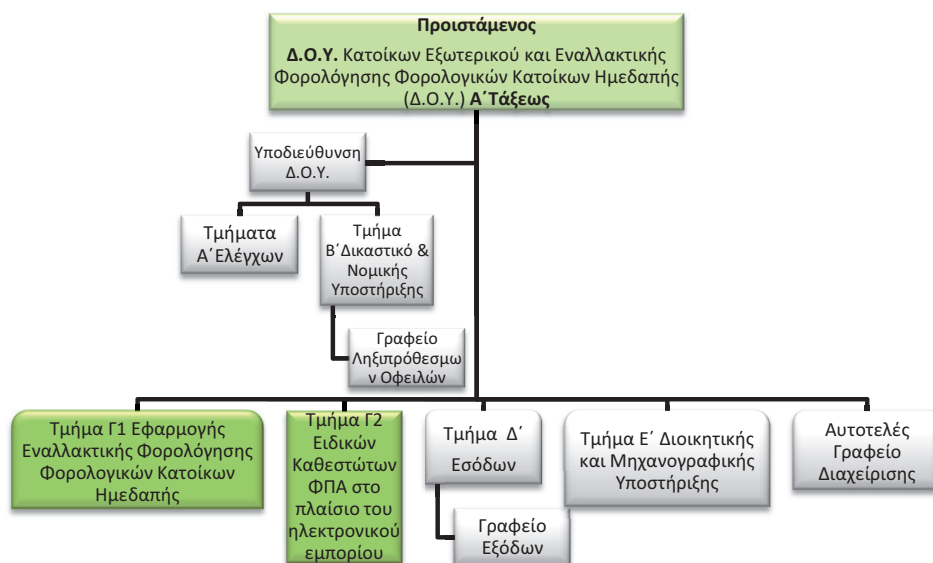 Προιστάμενος
Δ.Ο.Υ. Κατοίκων Εξωτερικού και Εναλλακτικής
Φορολόγησης Φορολογικών Κατοίκων Ημεδαπής
(Δ.Ο.Υ.) Α΄Τάξεως
Υποδιεύθυνση
Δ.Ο.Υ.
Τμήματα
Α΄Ελέγχων
Τμήμα
Β΄Δικαστικό &
Νομικής
Υποστήριξης
Γραφείο
Ληξιπρόθεσμω
ν Οφειλών
Τμήμα Γ1 Εφαρμογής
Εναλλακτικής Φορολόγησης
Φορολογικών Κατοίκων
Ημεδαπής
Τμήμα Γ2
Ειδικών
Καθεστώτων
ΦΠΑ στο
πλαίσιο του
ηλεκτρονικού
εμπορίου
Τμήμα Δ΄
Εσόδων
Γραφείο
Εξόδων
Τμήμα Ε΄ Διοικητικής
και Μηχανογραφικής
Υποστήριξης
Αυτοτελές
Γραφείο
Διαχείρισης